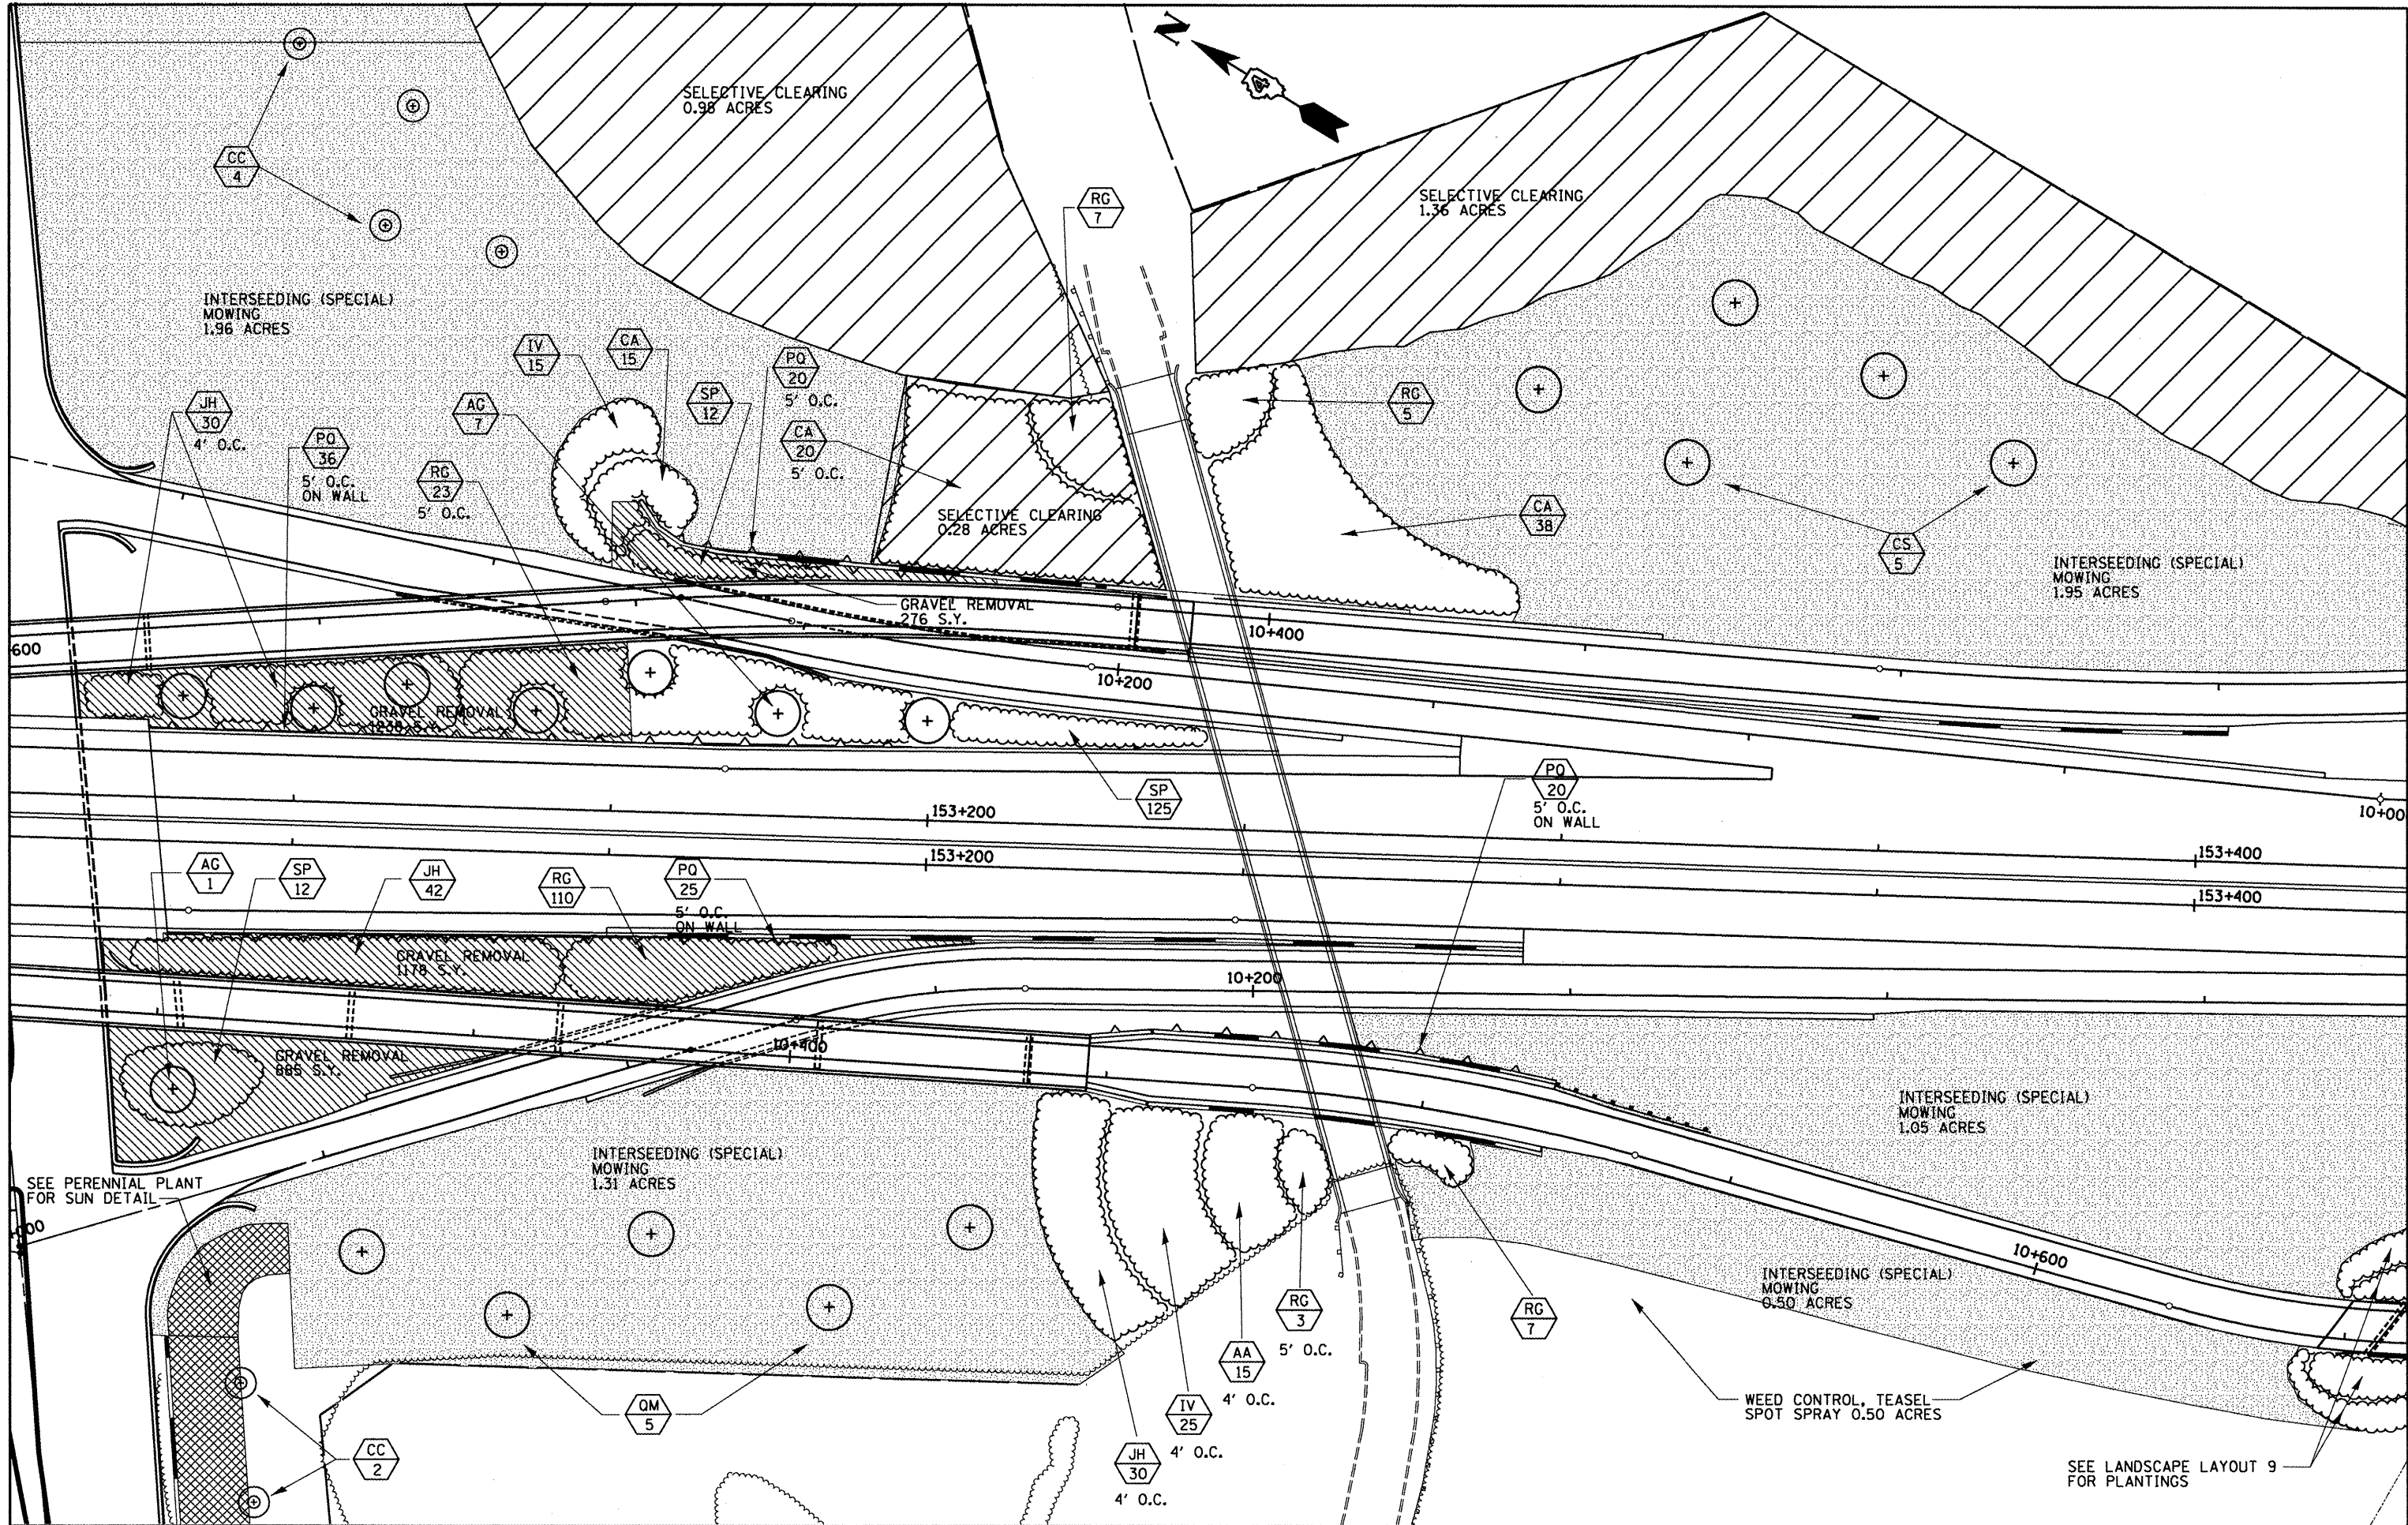 N
4
SELECTIVE CLEARING
0.98 ACRES
CC
4
RG
7
SELECTIVE CLEARING
1.36 ACRES
INTERSEEDING (SPECIAL)
MOWING
1.96 ACRES
IV
15
CA
15
PQ
20
5' O.C.
SP
12
AG
7
JH
30
4' O.C.
PQ
36
5' O.C.
ON WALL
RG
23
5' O.C.
CA
20
5' O.C.
RG
5
SELECTIVE CLEARING
0.28 ACRES
CA
38
CS
5
INTERSEEDING (SPECIAL)
MOWING
1.95 ACRES
GRAVEL REMOVAL
276 S.Y.
10+400
600
10+200
GRAVEL REMOVAL
SP
125
PQ
20
5' O.C.
ON WALL
153+200
10+00
153+400
153+200
153+400
AG
1
SP
12
JH
42
RG
110
PQ
25
5' O.C.
ON WALL
GRAVEL REMOVAL
1178 S.Y.
10+200
10+400
GRAVEL REMOVAL
885 S.Y.
INTERSEEDING (SPECIAL)
MOWING
1.05 ACRES
INTERSEEDING (SPECIAL)
MOWING
1.31 ACRES
SEE PERENNIAL PLANT
FOR SUN DETAIL
10+600
INTERSEEDING (SPECIAL)
MOWING
0.50 ACRES
RG
3
5' O.C.
RG
7
AA
15
4' O.C.
IV
25
4' O.C.
JH
30
4' O.C.
QM
5
CC
2
WEED CONTROL, TEASEL
SPOT SPRAY 0.50 ACRES
SEE LANDSCAPE LAYOUT 9
FOR PLANTINGS